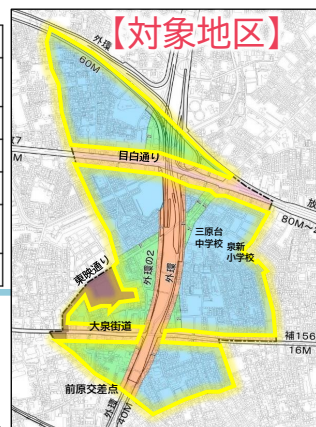 【対象地区】
外環
60M
目白通り
80M～
三原台
中学校
泉新
小学校
外環の2
外環
東映通り
大泉街道
補156
16M
前原交差点
外環
40M